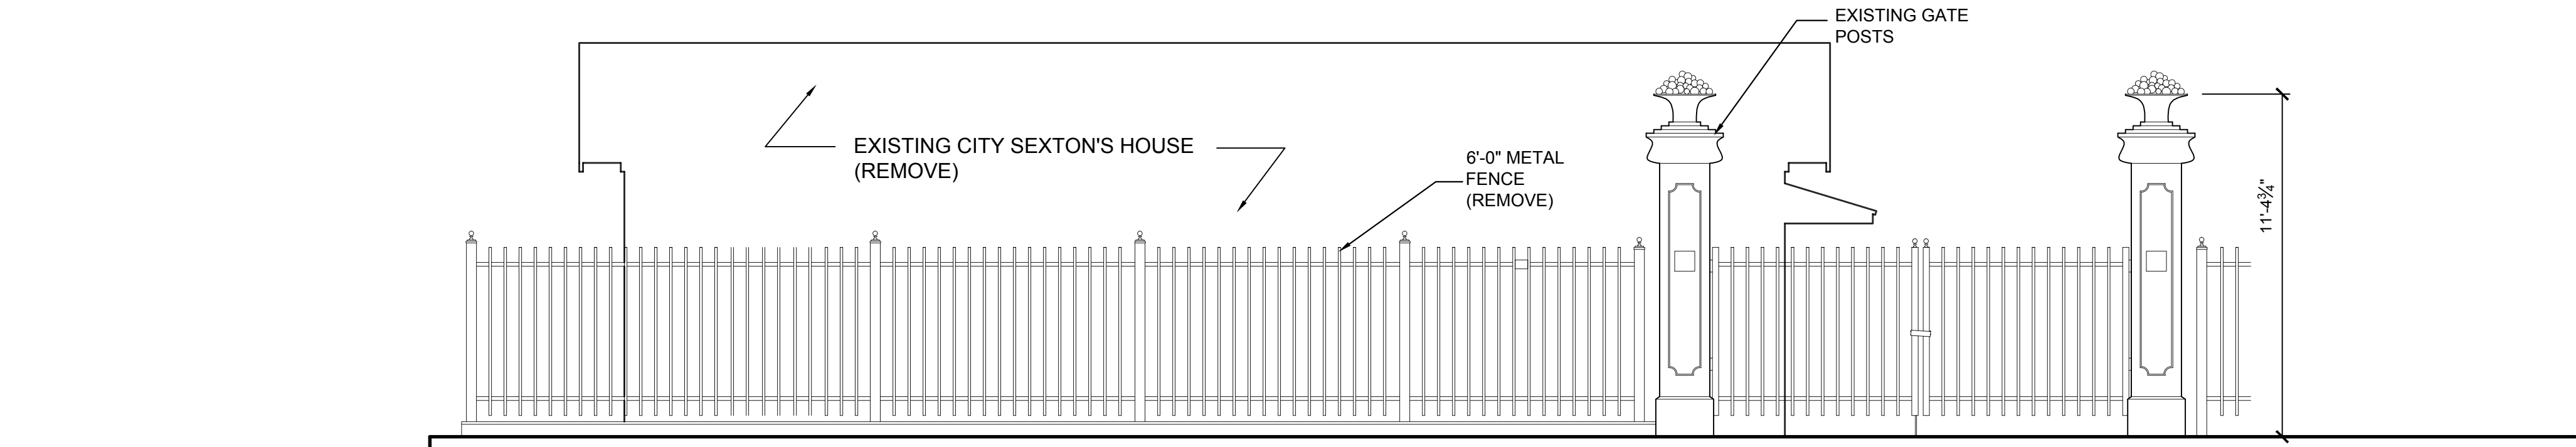 EXISTING GATE
POSTS
EXISTING CITY SEXTON'S HOUSE
(REMOVE)
6'-0" METAL
FENCE
(REMOVE)
11'-4¾"